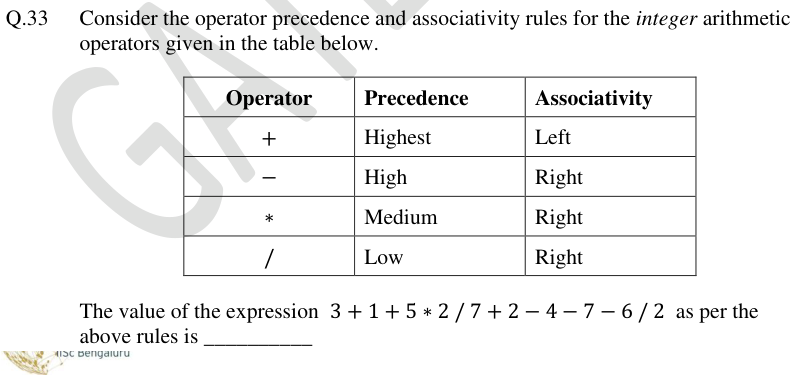 Q.33 Consider the operator precedence and associativity rules for the integer arithmetic
operators given in the table below.
Operator Precedence Associativity
+ Highest Left
− High Right
* Medium Right
/ Low Right
The value of the expression 3 + 1 + 5 * 2 / 7 + 2 − 4 − 7 − 6 / 2 as per the
above rules is __________
IISc Bengaluru